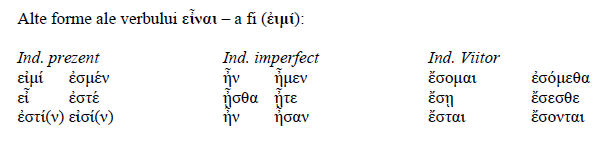 Alte forme ale verbului εἶναι – a fi (ἐιμί):
Ind. prezent Ind. imperfect Ind. Viitor
εἰμί ἐσμέν ἦν ἦμεν ἔσομαι ἐσόμεθα
εἶ ἐστέ ἦσθα ἦτε ἔσῃ ἔσεσθε
ἐστί(ν) εἰσί(ν) ἦν ἦσαν ἔσται ἔσονται